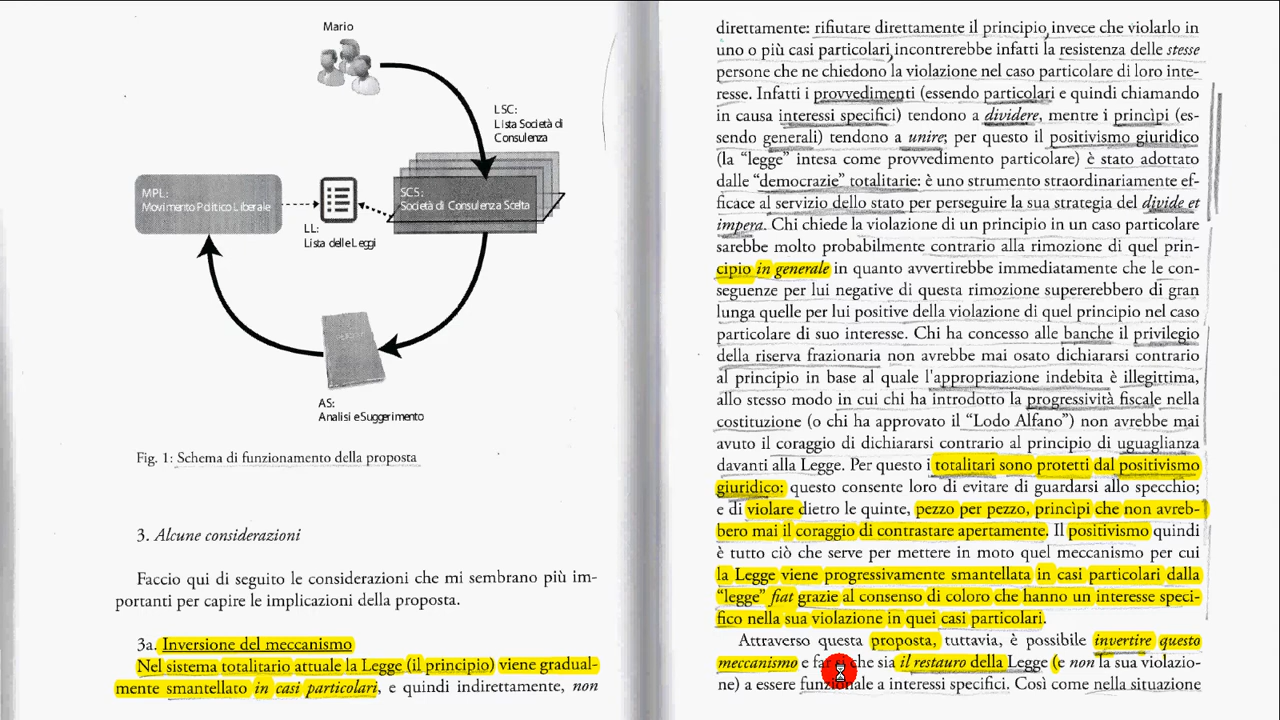 Mario
LSC:
Lista Società di
Consulenza
MPL:
Movimento Politico Liberale
SCS:
Società di Consulenza Scelta
LL:
Lista delle Leggi
AS:
Analisi e Suggerimento
Fig. 1: Schema di funzionamento della proposta
3. Alcune considerazioni
Faccio qui di seguito le considerazioni che mi sembrano più im-
portanti per capire le implicazioni della proposta.
3a. Inversione del meccanismo
Nel sistema totalitario attuale la Legge (il principio) viene gradual-
mente smantellato in casi particolari, e quindi indirettamente, non
direttamente: rifiutare direttamente il principio invece che violarlo in
uno o più casi particolari incontrerebbe infatti la resistenza delle stesse
persone che ne chiedono la violazione nel caso particolare di loro inte-
resse. Infatti i provvedimenti (essendo particolari e quindi chiamando
in causa interessi specifici) tendono a dividere, mentre i princìpi (es-
sendo generali) tendono a unire; per questo il positivismo giuridico
(la “legge” intesa come provvedimento particolare) è stato adottato
dalle “democrazie” totalitarie: è uno strumento straordinariamente ef-
ficace al servizio dello stato per perseguire la sua strategia del divide et
impera. Chi chiede la violazione di un principio in un caso particolare
sarebbe molto probabilmente contrario alla rimozione di quel prin-
cipio in generale in quanto avvertirebbe immediatamente che le con-
seguenze per lui negative di questa rimozione supererebbero di gran
lunga quelle per lui positive della violazione di quel principio nel caso
particolare di suo interesse. Chi ha concesso alle banche il privilegio
della riserva frazionaria non avrebbe mai osato dichiararsi contrario
al principio in base al quale l'appropriazione indebita è illegittima,
allo stesso modo in cui chi ha introdotto la progressività fiscale nella
costituzione (o chi ha approvato il “Lodo Alfano”) non avrebbe mai
avuto il coraggio di dichiararsi contrario al principio di uguaglianza
davanti alla Legge. Per questo i totalitari sono protetti dal positivismo
giuridico: questo consente loro di evitare di guardarsi allo specchio;
e di violare dietro le quinte, pezzo per pezzo, princìpi che non avreb-
bero mai il coraggio di contrastare apertamente. Il positivismo quindi
è tutto ciò che serve per mettere in moto quel meccanismo per cui
la Legge viene progressivamente smantellata in casi particolari dalla
“legge” fiat grazie al consenso di coloro che hanno un interesse speci-
fico nella sua violazione in quei casi particolari.
Attraverso questa proposta, tuttavia, è possibile invertire questo
meccanismo e far che sia il restauro della Legge (e non la sua violazio-
ne) a essere funzionale a interessi specifici. Così come nella situazione